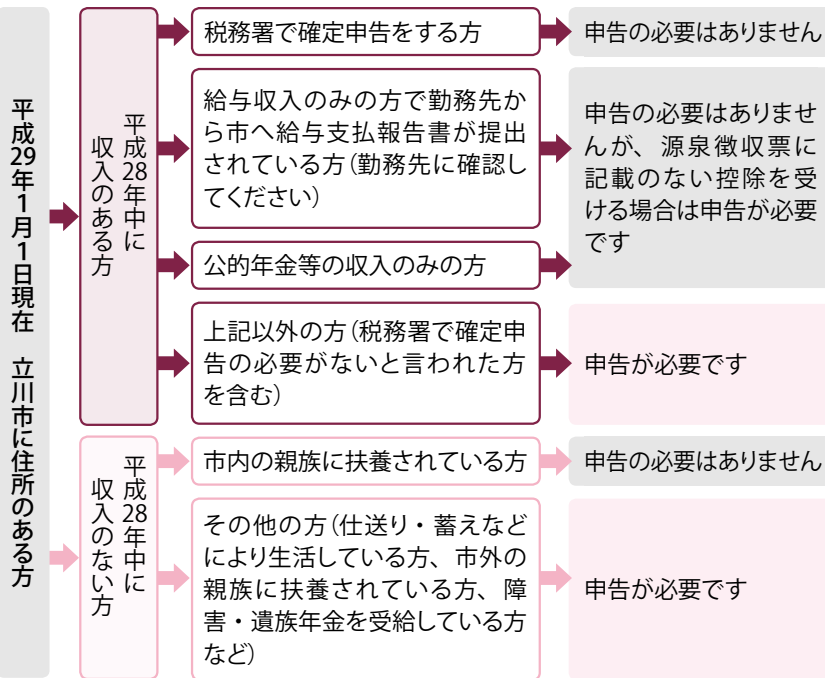 平成29年1月1日現在　立川市に住所のある方
平成28年中に
収入のある方
税務署で確定申告をする方
申告の必要はありません
給与収入のみの方で勤務先か
ら市へ給与支払報告書が提出
されている方（勤務先に確認し
てください）
公的年金等の収入のみの方
申告の必要はありませ
んが、源泉徴収票に
記載のない控除を受
ける場合は申告が必要
です
上記以外の方（税務署で確定申
告の必要がないと言われた方
を含む）
申告が必要です
平成28年中に
収入のない方
市内の親族に扶養されている方
申告の必要はありません
その他の方（仕送り・蓄えなど
により生活している方、市外の
親族に扶養されている方、障
害・遺族年金を受給している方
など）
申告が必要です